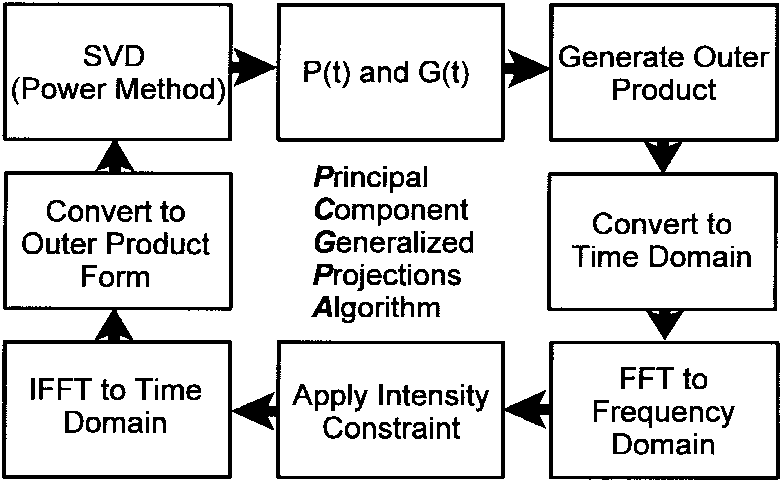 SVD
(Power Method)
P(t) and G(t)
Generate Outer
Product
Convert to
Outer Product
Form
Principal
Component
Generalized
Projections
Algorithm
Convert to
Time Domain
IFFT to Time
Domain
Apply Intensity
Constraint
FFT to
Frequency
Domain